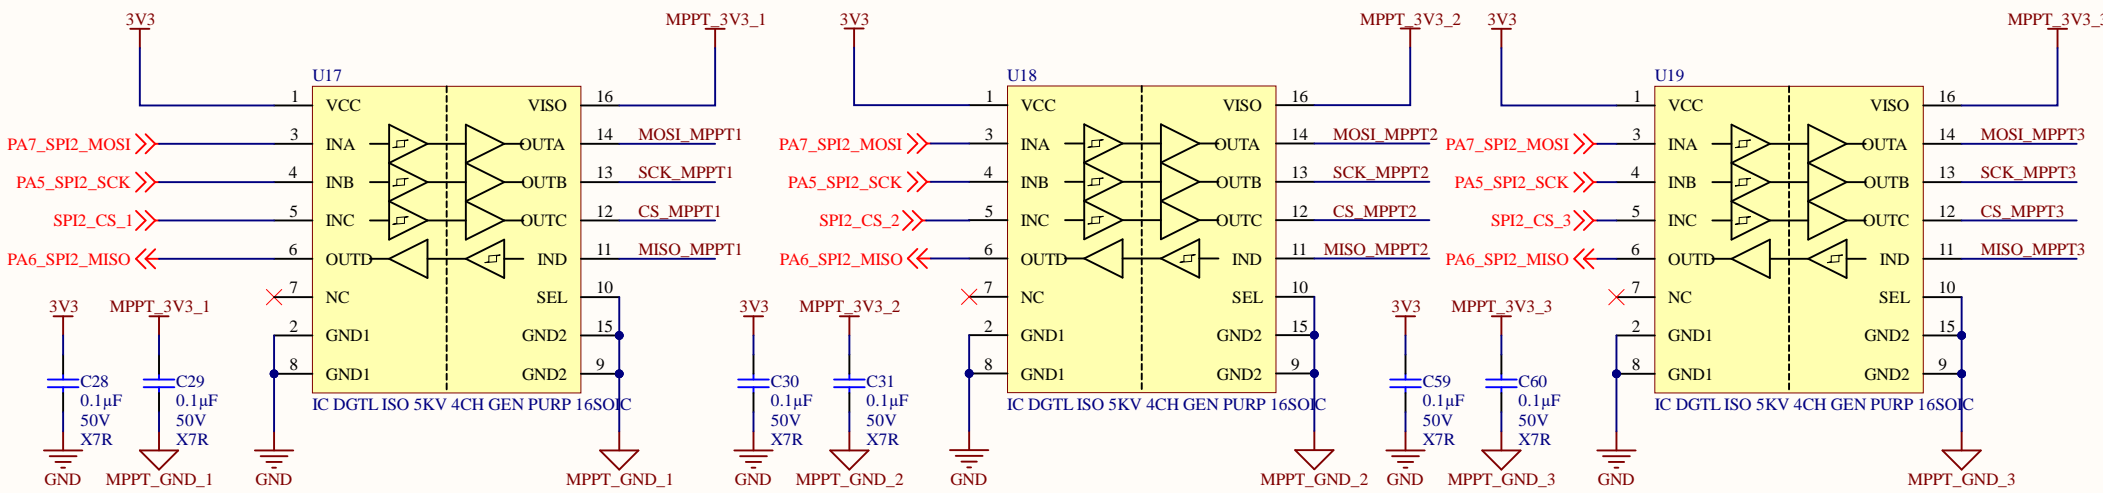 3V3
MPPT_3V3_1
U17
1 VCC VISO 16
PA7_SPI2_MOSI 3 INA OUTA 14 MOSI_MPPT1
PA5_SPI2_SCK 4 INB OUTB 13 SCK_MPPT1
SPI2_CS_1 5 INC OUTC 12 CS_MPPT1
PA6_SPI2_MISO 6 OUTD IND 11 MISO_MPPT1
7 NC SEL 10
2 GND1 GND2 15
8 GND1 GND2 9
IC DGTL ISO 5KV 4CH GEN PURP 16SOIC
GND
MPPT_GND_1
3V3
C28
0.1µF
50V
X7R
GND
MPPT_3V3_1
C29
0.1µF
50V
X7R
MPPT_GND_1
3V3
MPPT_3V3_2
U18
1 VCC VISO 16
PA7_SPI2_MOSI 3 INA OUTA 14 MOSI_MPPT2
PA5_SPI2_SCK 4 INB OUTB 13 SCK_MPPT2
SPI2_CS_2 5 INC OUTC 12 CS_MPPT2
PA6_SPI2_MISO 6 OUTD IND 11 MISO_MPPT2
7 NC SEL 10
2 GND1 GND2 15
8 GND1 GND2 9
IC DGTL ISO 5KV 4CH GEN PURP 16SOIC
GND
MPPT_GND_2
3V3
C30
0.1µF
50V
X7R
GND
MPPT_3V3_2
C31
0.1µF
50V
X7R
MPPT_GND_2
3V3
MPPT_3V3_3
U19
1 VCC VISO 16
PA7_SPI2_MOSI 3 INA OUTA 14 MOSI_MPPT3
PA5_SPI2_SCK 4 INB OUTB 13 SCK_MPPT3
SPI2_CS_3 5 INC OUTC 12 CS_MPPT3
PA6_SPI2_MISO 6 OUTD IND 11 MISO_MPPT3
7 NC SEL 10
2 GND1 GND2 15
8 GND1 GND2 9
IC DGTL ISO 5KV 4CH GEN PURP 16SOIC
GND
MPPT_GND_3
3V3
C59
0.1µF
50V
X7R
GND
MPPT_3V3_3
C60
0.1µF
50V
X7R
MPPT_GND_3